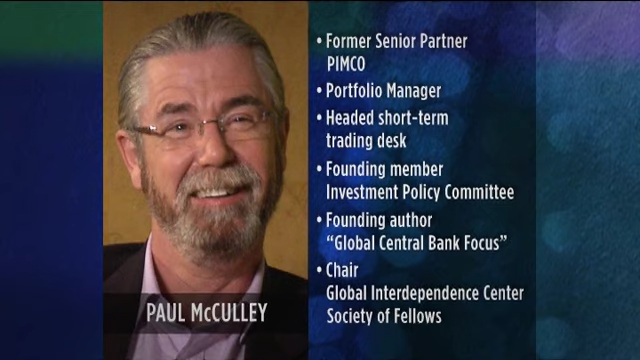 • Former Senior Partner
PIMCO
• Portfolio Manager
• Headed short-term
trading desk
• Founding member
Investment Policy Committee
• Founding author
“Global Central Bank Focus”
• Chair
Global Interdependence Center
Society of Fellows
PAUL McCULLEY